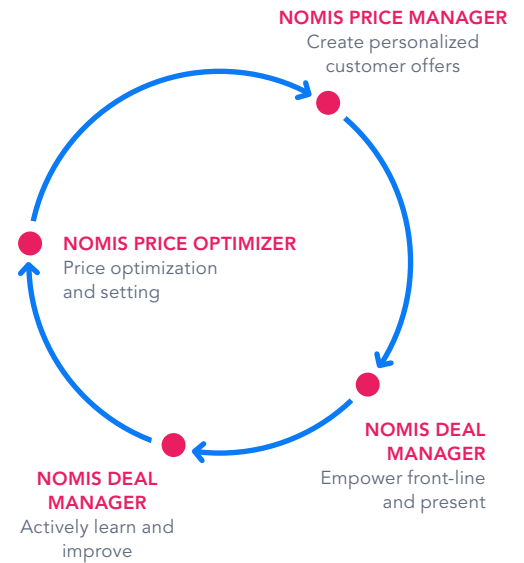 NOMIS PRICE MANAGER
Create personalized
customer offers
NOMIS PRICE OPTIMIZER
Price optimization
and setting
NOMIS DEAL
MANAGER
Empower front-line
and present
NOMIS DEAL
MANAGER
Actively learn and
improve